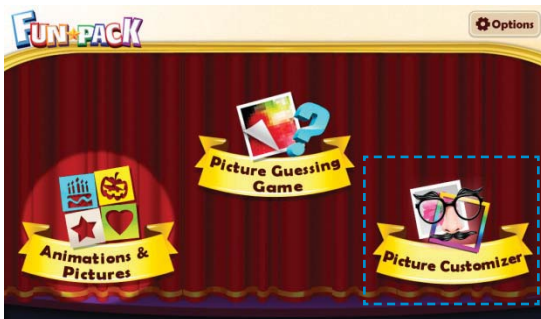 FUN★PACK
Options
Picture Guessing
Game
Animations &
Pictures
Picture Customizer